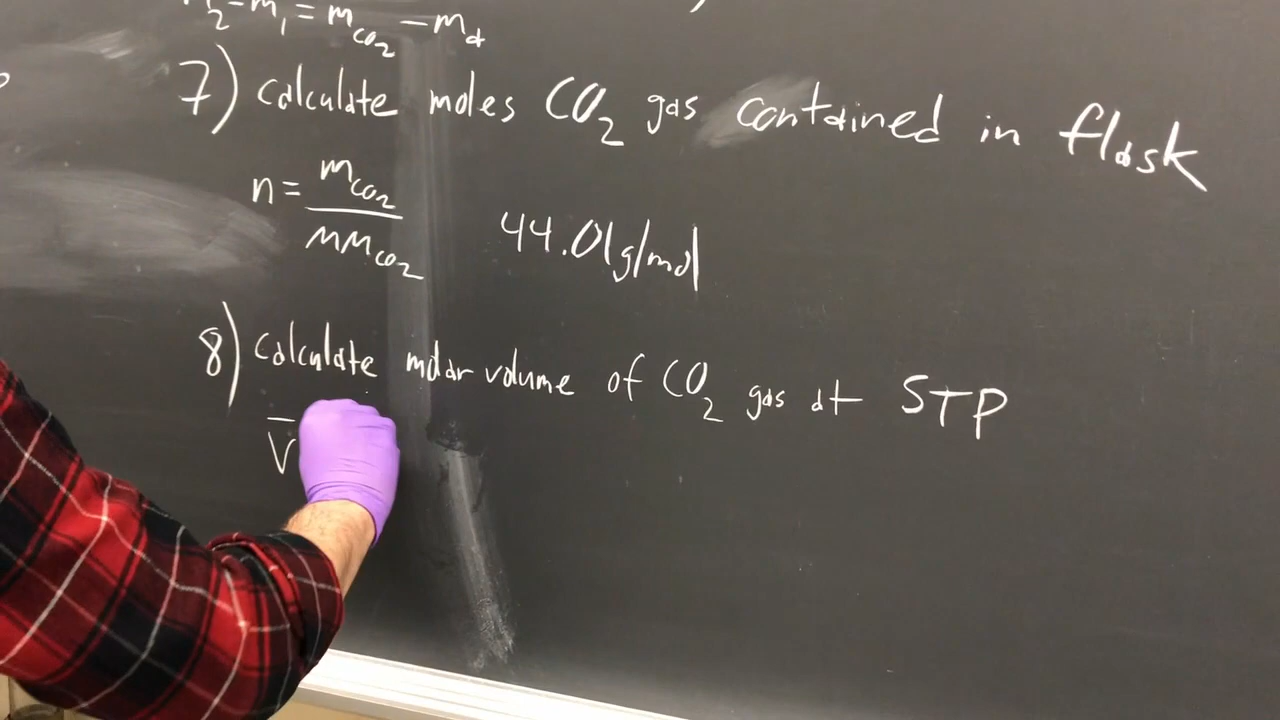 m₂-m₁ = m_CO₂ - m_a
7) Calculate moles CO₂ gas contained in flask
n = m_CO₂ / MM_CO₂ 44.01g/mol
8) Calculate molar volume of CO₂ gas at STP
V̅